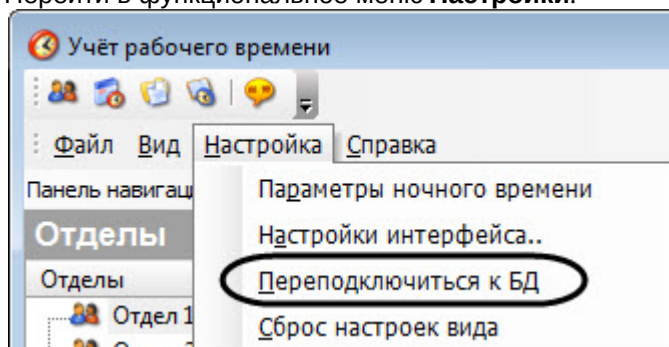 Перейти в функциональное меню Настройки.
Учёт рабочего времени
Файл Вид Настройка Справка
Панель навигац
Параметры ночного времени
Отделы
Настройки интерфейса..
Отделы
Переподключиться к БД
Отдел 1
Сброс настроек вида